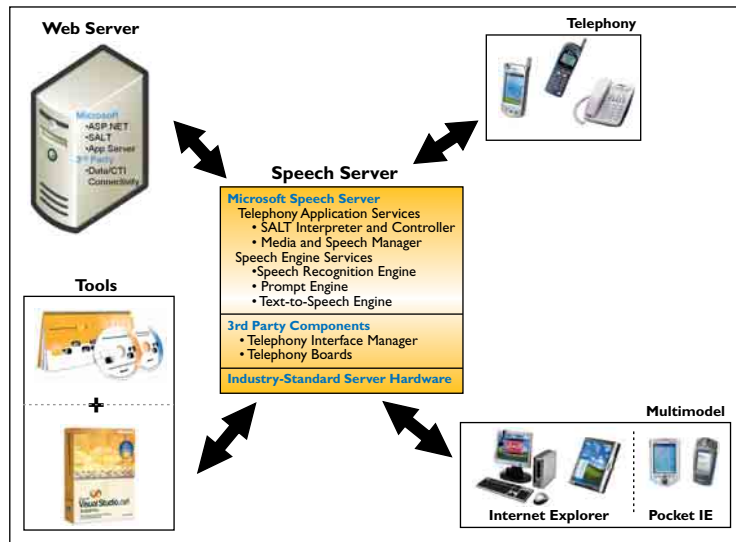 Web Server
Telephony
Microsoft
•ASP.NET
•SALT
•App Server
3rd Party
•Data/CTI
Connectivity
Speech Server
Microsoft Speech Server
Telephony Application Services
• SALT Interpreter and Controller
• Media and Speech Manager
Speech Engine Services
•Speech Recognition Engine
• Prompt Engine
• Text-to-Speech Engine
3rd Party Components
• Telephony Interface Manager
• Telephony Boards
Industry-Standard Server Hardware
Tools
+
Visual Studio.net
Multimodel
Internet Explorer
Pocket IE